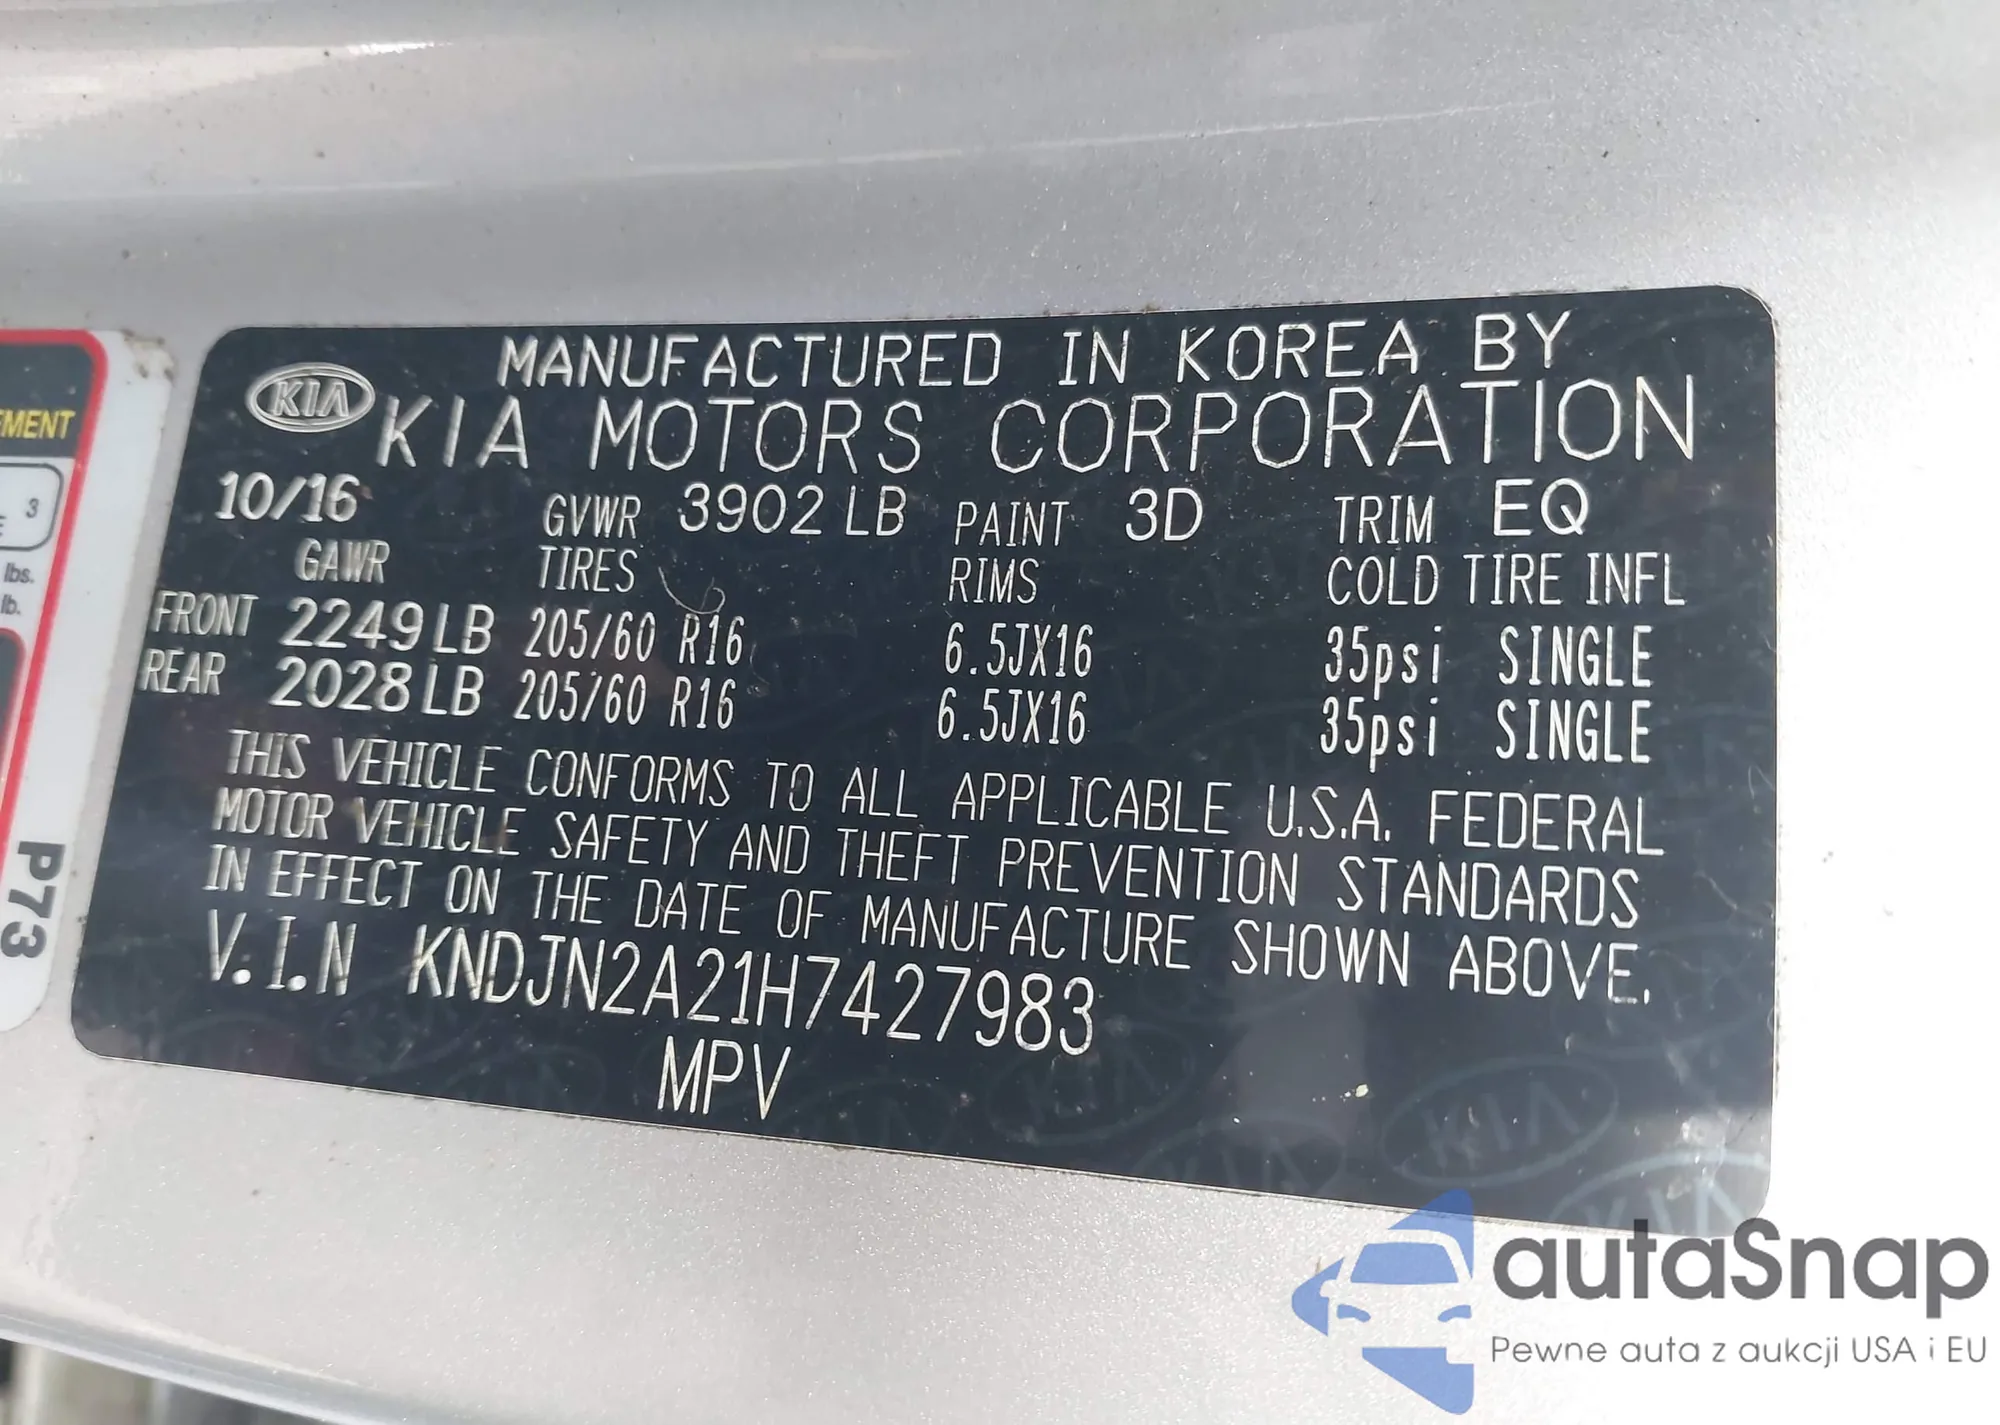 MANUFACTURED IN KOREA BY
KIA
KIA MOTORS CORPORATION
10/16 GVWR 3902 LB PAINT 3D TRIM EQ
GAWR TIRES RIMS COLD TIRE INFL
FRONT 2249 LB 205/60 R16 6.5JX16 35psi SINGLE
REAR 2028 LB 205/60 R16 6.5JX16 35psi SINGLE
THIS VEHICLE CONFORMS TO ALL APPLICABLE U.S.A. FEDERAL
MOTOR VEHICLE SAFETY AND THEFT PREVENTION STANDARDS
IN EFFECT ON THE DATE OF MANUFACTURE SHOWN ABOVE.
V.I.N KNDJN2A21H7427983
MPV
3
lbs.
lb.
P73
autaSnap
Pewne auta z aukcji USA i EU